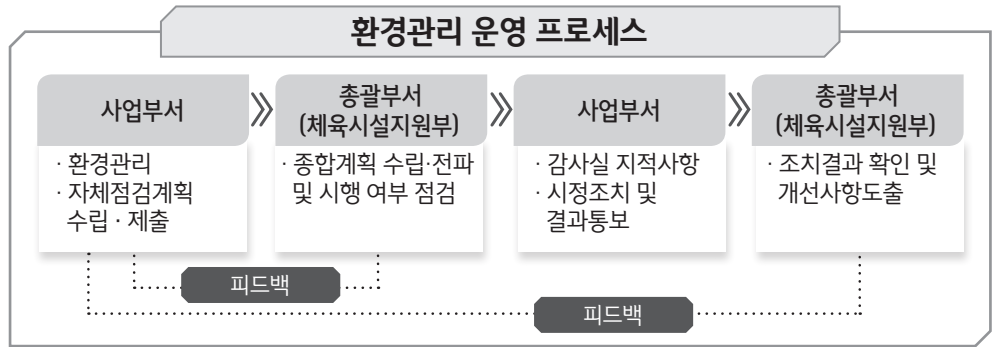 환경관리 운영 프로세스
사업부서
· 환경관리
· 자체점검계획
수립 · 제출
총괄부서
(체육시설지원부)
· 종합계획 수립·전파
및 시행 여부 점검
사업부서
· 감사실 지적사항
· 시정조치 및
결과통보
총괄부서
(체육시설지원부)
· 조치결과 확인 및
개선사항도출
피드백
피드백